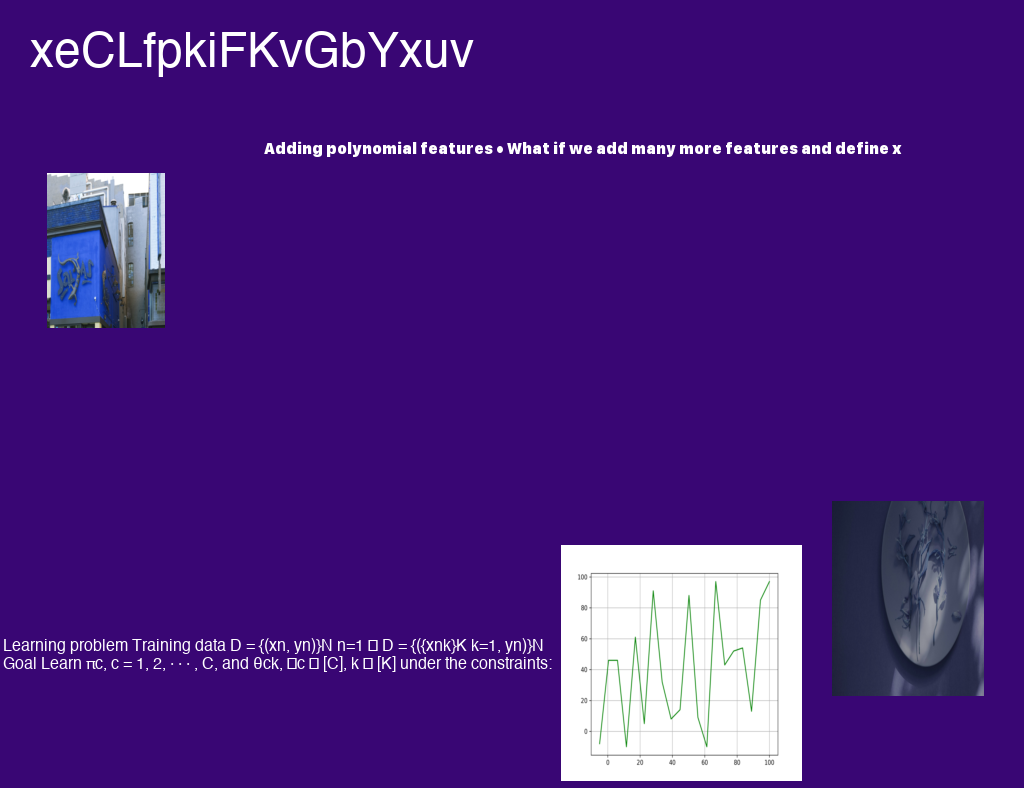 xeCLfpkiFKvGbYxuv
Adding polynomial features • What if we add many more features and define x
Learning problem Training data D = {(xn, yn)}N n=1 □ D = {({xnk}K k=1, yn)}N
Goal Learn πc, c = 1, 2, · · · , C, and θck, □c □ [C], k □ [K] under the constraints:
100
80
60
40
20
0
0 20 40 60 80 100